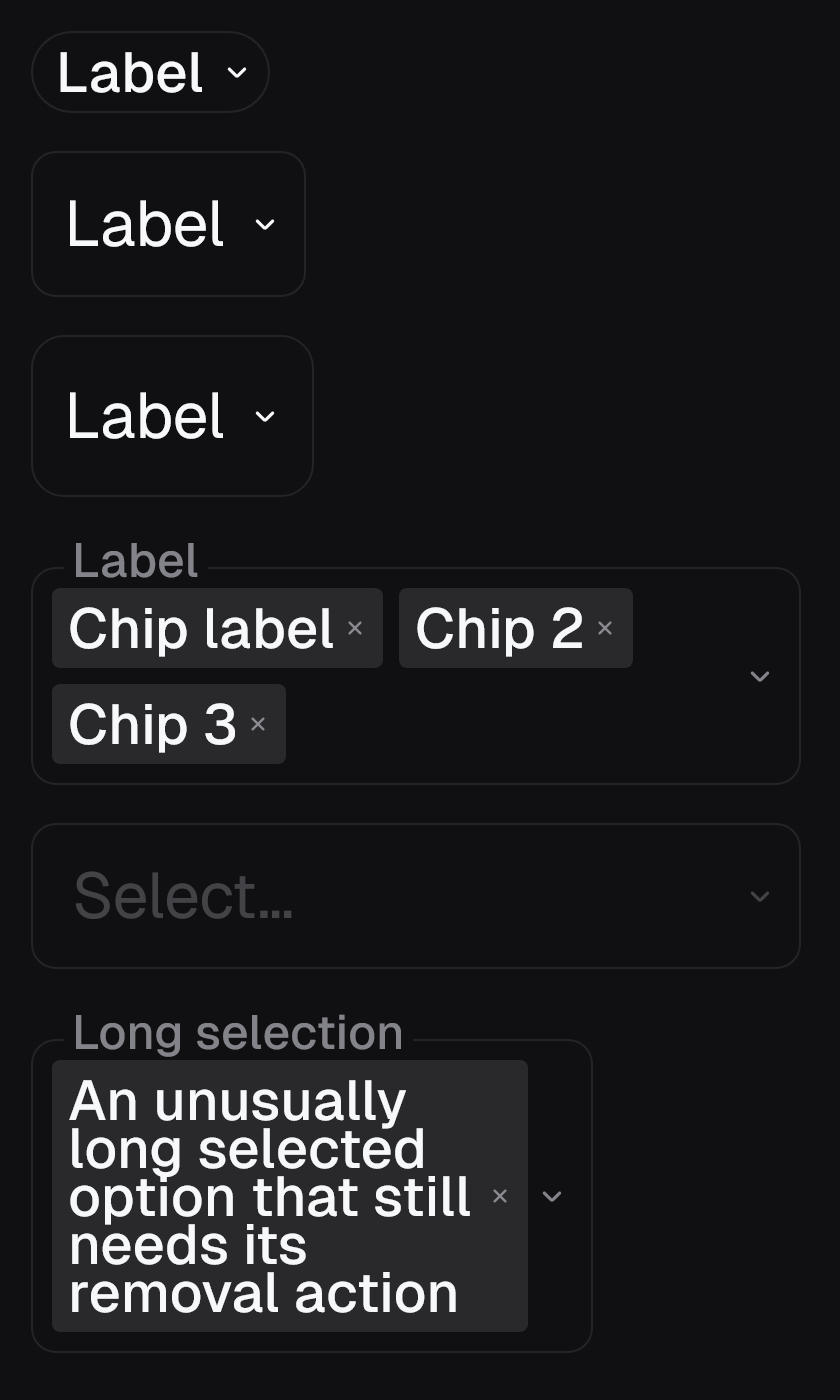 Label
Label
Label
Label
Chip label ×
Chip 2 ×
Chip 3 ×
Select...
Long selection
An unusually
long selected
option that still ×
needs its
removal action